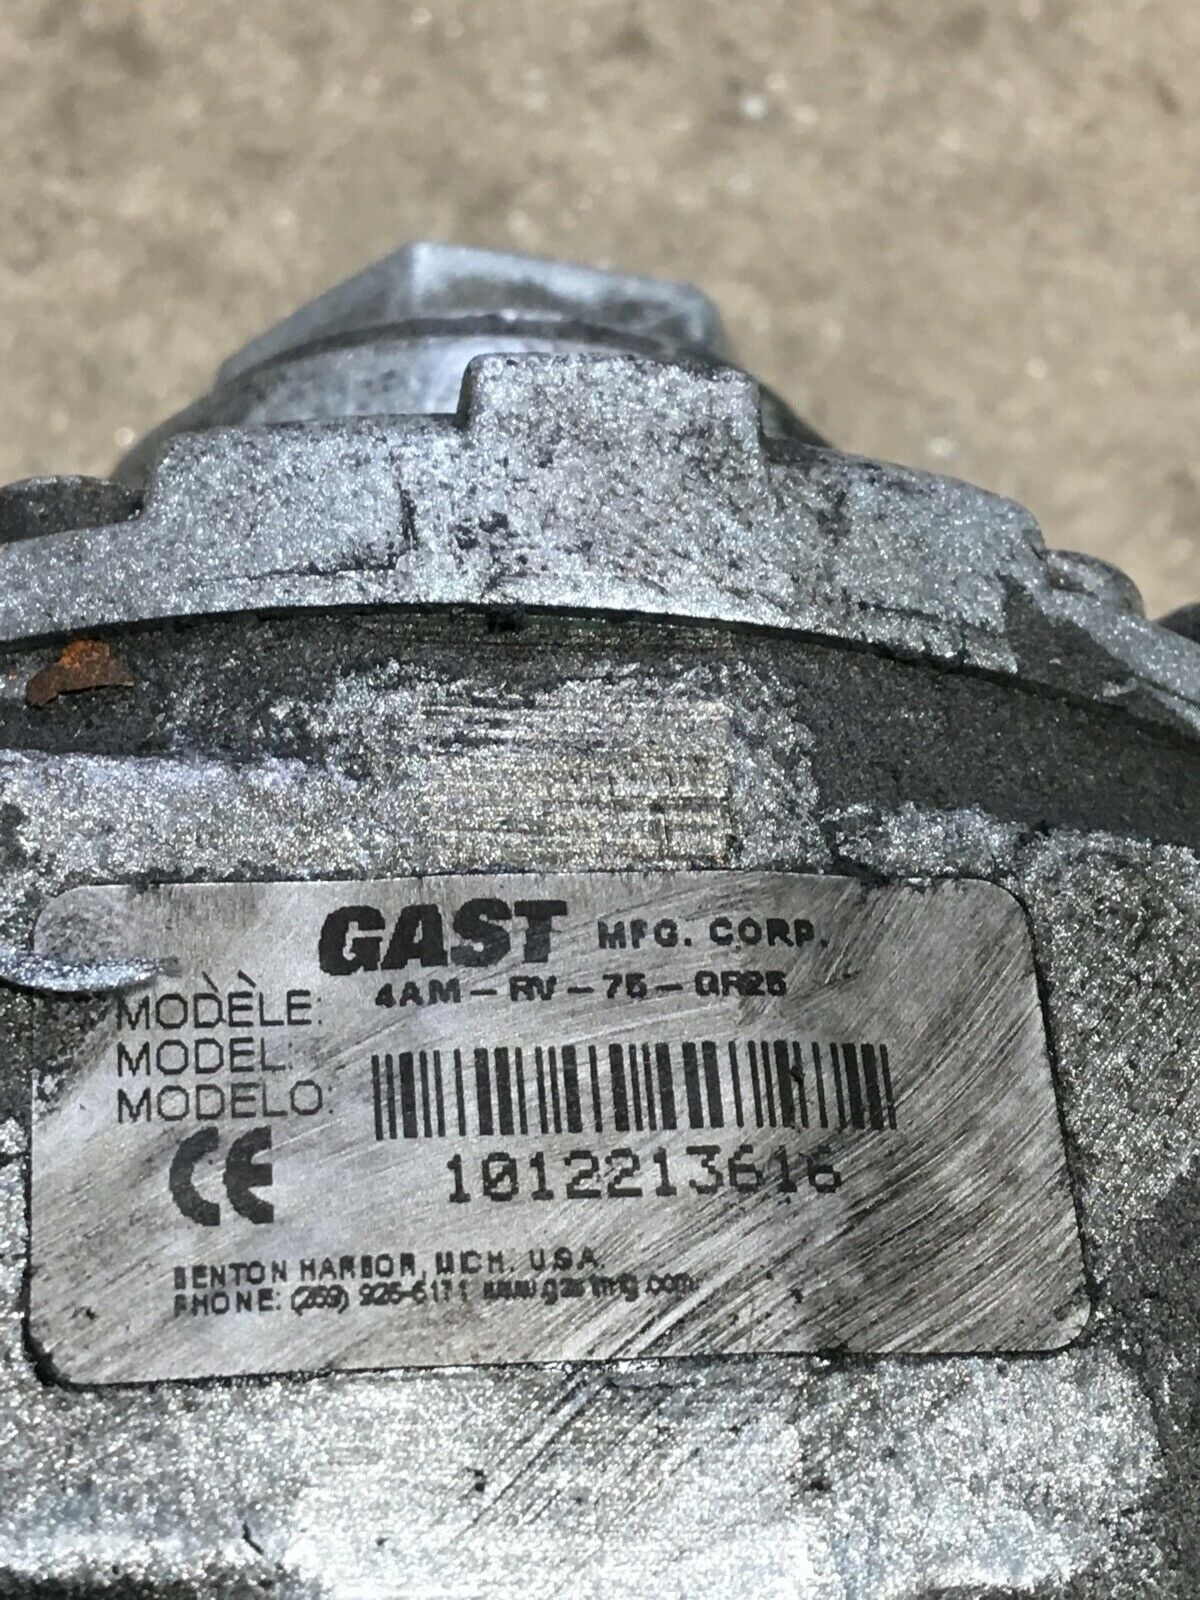 GAST MFG. CORP.
MODÈLE: 4AM-RV-75-GR25
MODEL:
MODELO:
1012213616
CE
BENTON HARBOR, MICH. U.S.A.
PHONE: (269) 926-6171 www.gastmfg.com